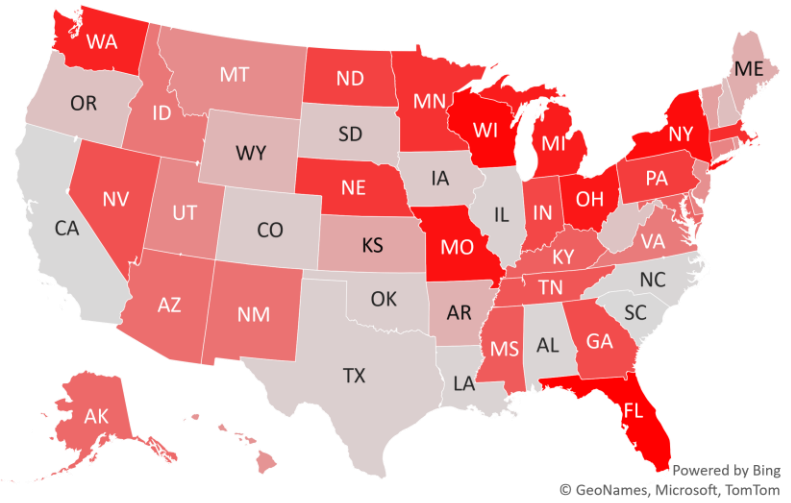 WA
MT
ND
MN
ME
OR
ID
SD
WI
MI
NY
WY
IA
NE
PA
NV
IL
IN
OH
UT
CO
CA
KS
MO
KY
VA
TN
NC
OK
AZ
NM
AR
SC
MS
AL
GA
TX
LA
FL
AK
Powered by Bing
© GeoNames, Microsoft, TomTom